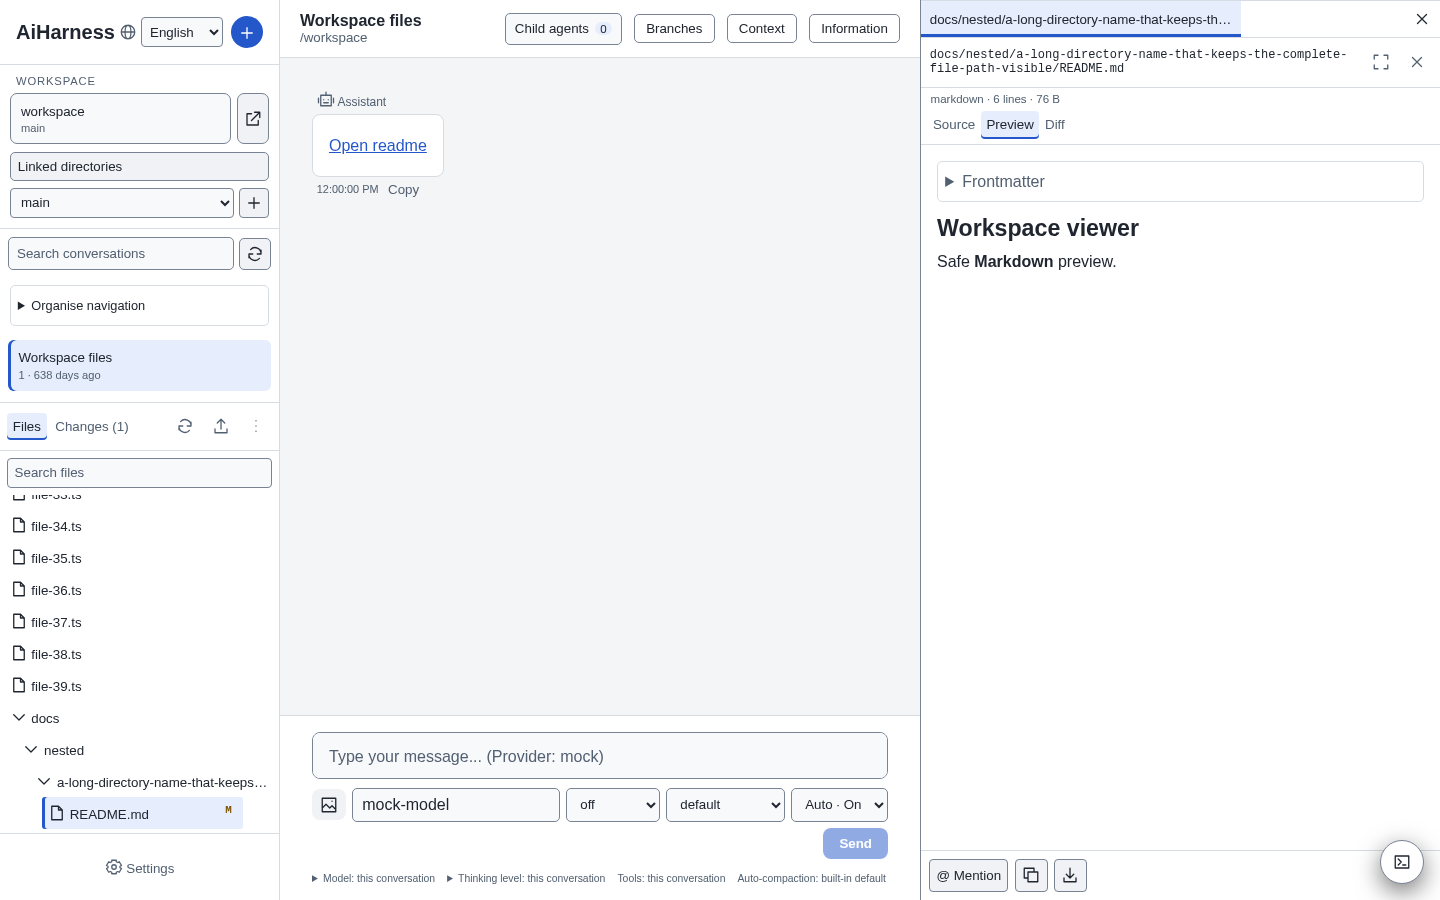 AiHarness
English
WORKSPACE
workspace
main
Linked directories
main
Search conversations
Organise navigation
Workspace files
1 · 638 days ago
Files
Changes (1)
Search files
file-33.ts
file-34.ts
file-35.ts
file-36.ts
file-37.ts
file-38.ts
file-39.ts
docs
nested
a-long-directory-name-that-keeps…
README.md
M
Settings
Workspace files
/workspace
Child agents 0
Branches
Context
Information
Assistant
Open readme
12:00:00 PM Copy
Type your message... (Provider: mock)
mock-model
off
default
Auto · On
Send
Model: this conversation
Thinking level: this conversation
Tools: this conversation
Auto-compaction: built-in default
docs/nested/a-long-directory-name-that-keeps-th…
docs/nested/a-long-directory-name-that-keeps-the-complete-
file-path-visible/README.md
markdown · 6 lines · 76 B
Source
Preview
Diff
Frontmatter
Workspace viewer
Safe Markdown preview.
@ Mention